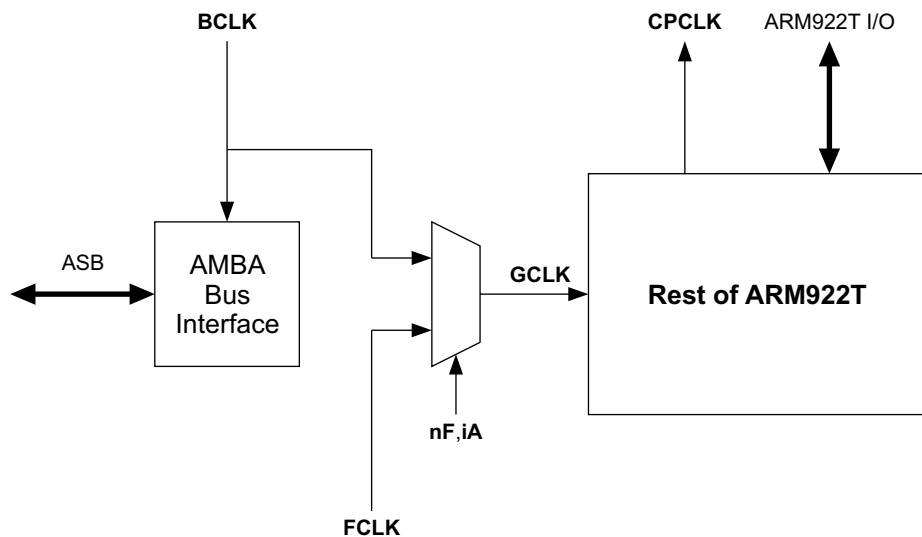 BCLK
CPCLK
ARM922T I/O
ASB
AMBA
Bus
Interface
GCLK
Rest of ARM922T
nF,iA
FCLK